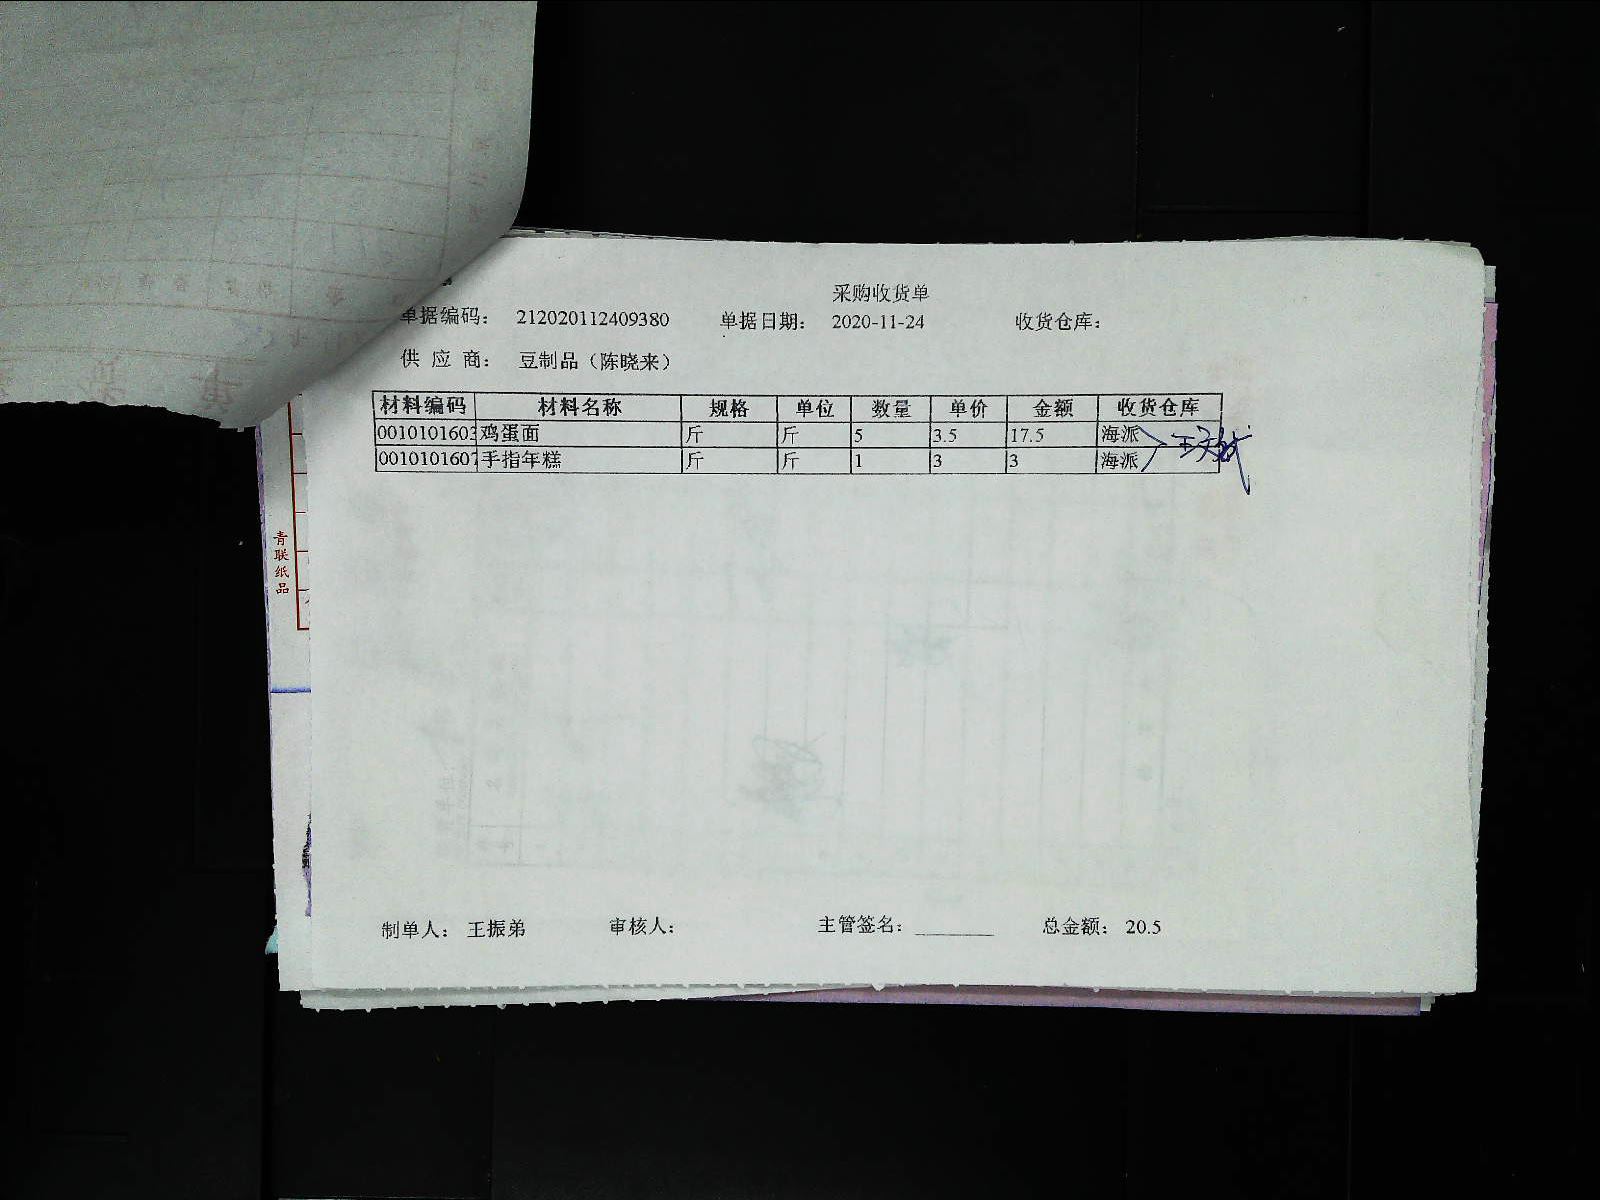 采购收货单
单据编码： 212020112409380 单据日期： 2020-11-24 收货仓库：
供 应 商： 豆制品（陈晓来）
材料编码 材料名称 规格 单位 数量 单价 金额 收货仓库
0010101603 鸡蛋面 斤 斤 5 3.5 17.5 海派
0010101607 手指年糕 斤 斤 1 3 3 海派
青联纸品
制单人： 王振弟 审核人： 主管签名： 总金额： 20.5